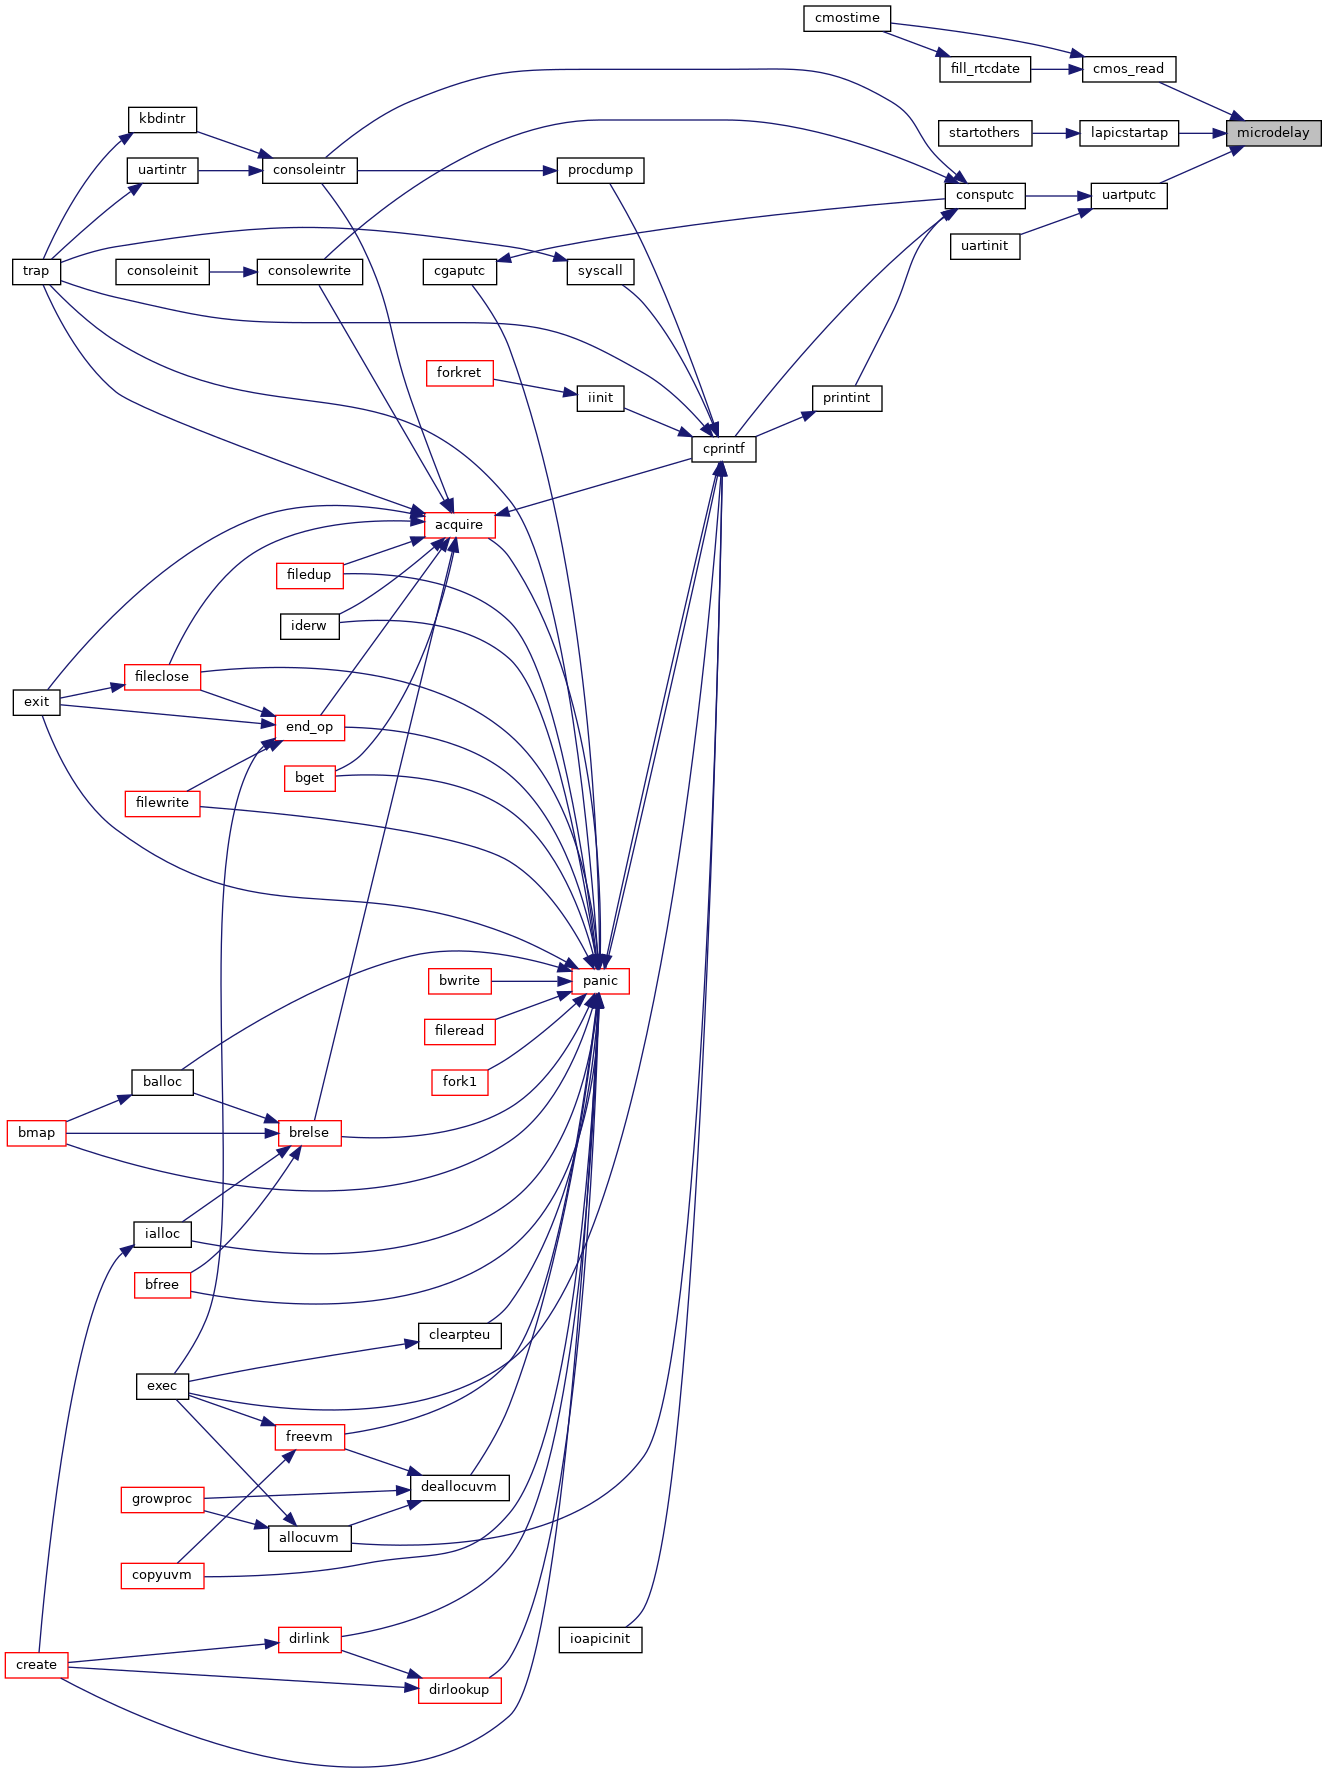 cmostime
fill_rtcdate
cmos_read
kbdintr
startothers
lapicstartap
microdelay
uartintr
consoleintr
procdump
consputc
uartputc
uartinit
trap
consoleinit
consolewrite
cgaputc
syscall
forkret
iinit
printint
cprintf
acquire
filedup
iderw
fileclose
exit
end_op
bget
filewrite
bwrite
panic
fileread
balloc
fork1
bmap
brelse
ialloc
bfree
clearpteu
exec
freevm
deallocuvm
growproc
allocuvm
copyuvm
dirlink
ioapicinit
create
dirlookup